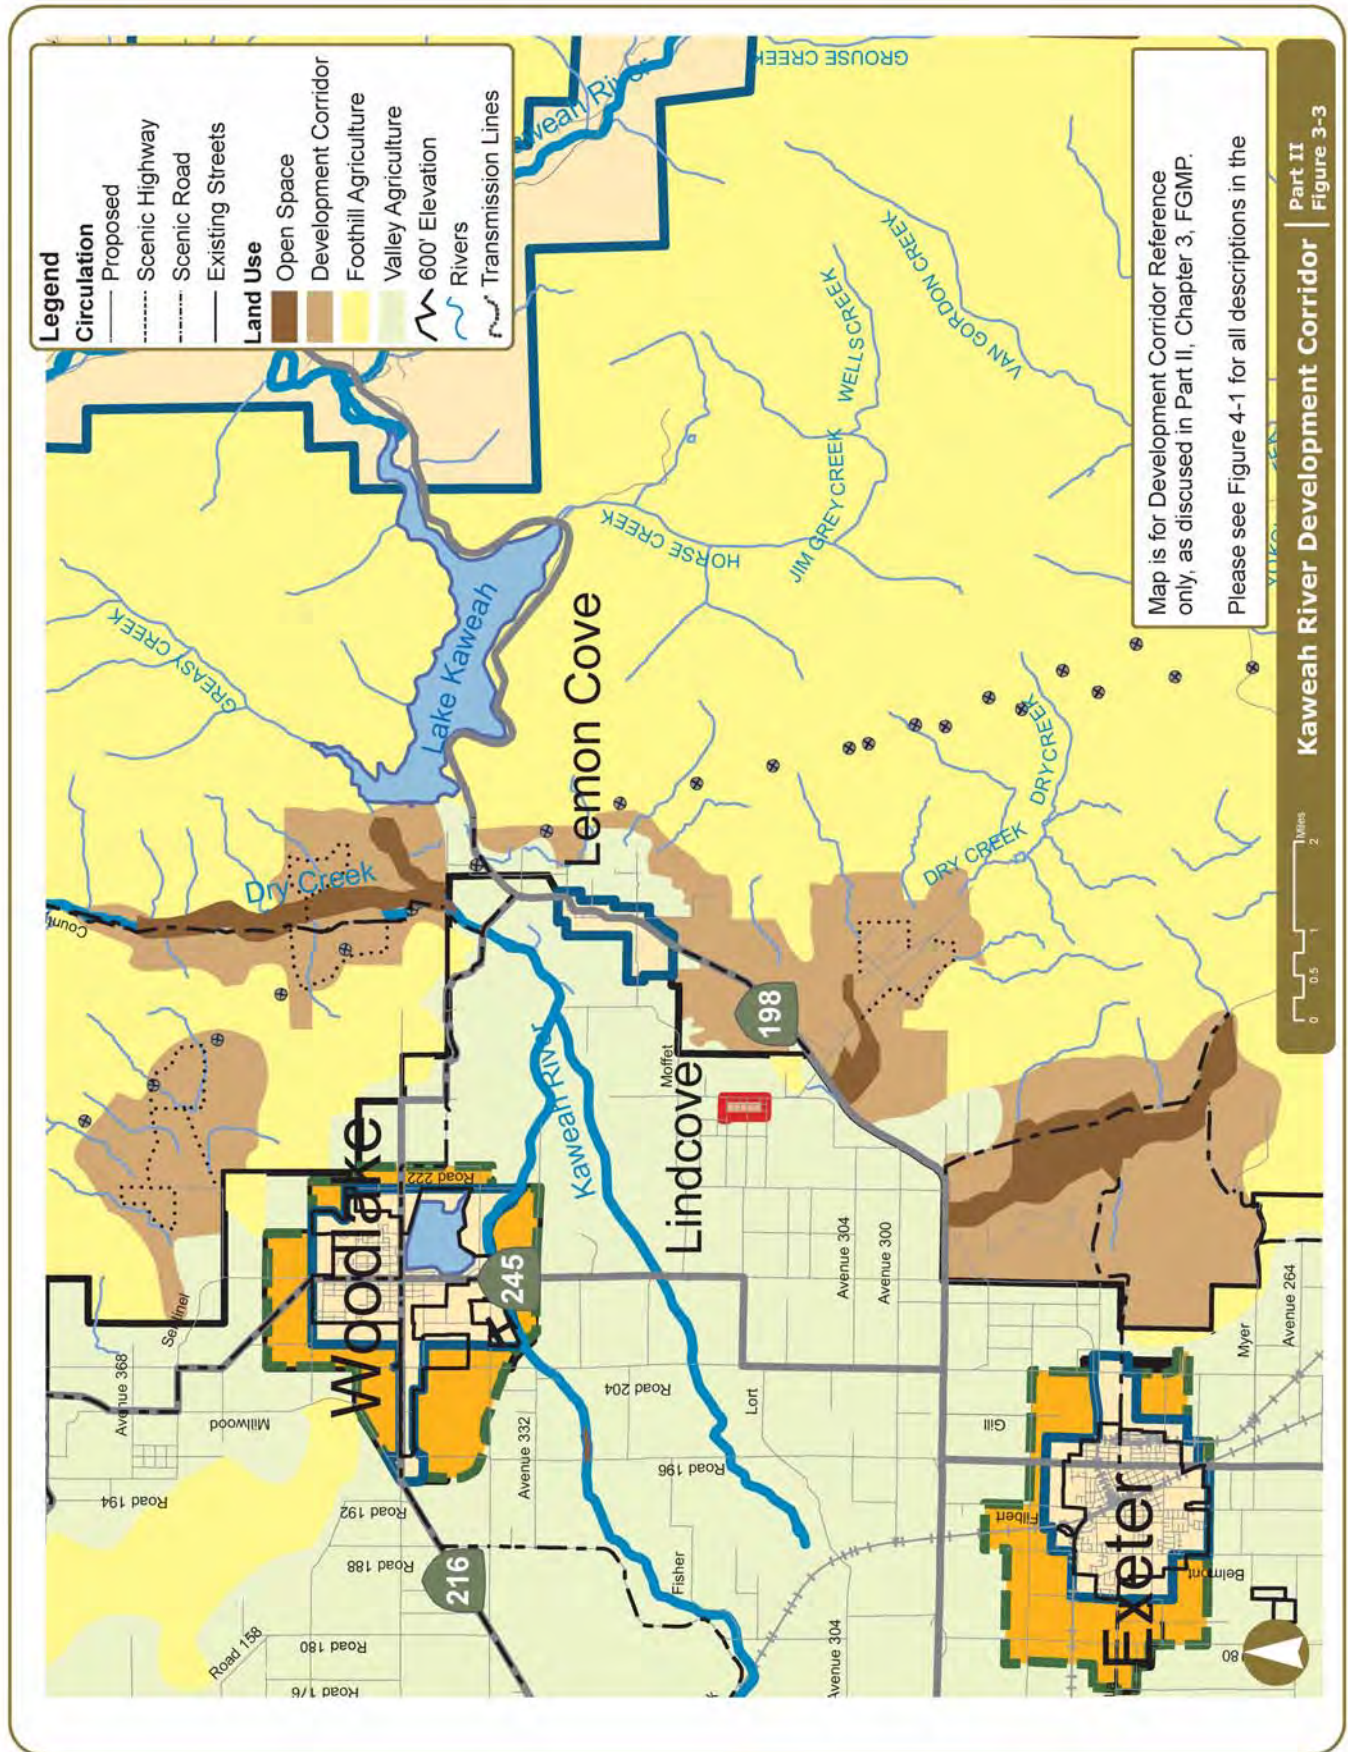 Legend
Circulation
Proposed
Scenic Highway
Scenic Road
Existing Streets
Land Use
Open Space
Development Corridor
Foothill Agriculture
Valley Agriculture
600' Elevation
Rivers
Transmission Lines
GREASY CREEK
Lake Kaweah
Kaweah River
GROUSE CREEK
Dry Creek
Lemon Cove
HORSE CREEK
JIM GREY CREEK
WELLS CREEK
VAN GORDON CREEK
DRY CREEK
DRY CREEK
Woodlake
Kaweah River
Lindcove
Exeter
216
245
198
Sentinel
Avenue 368
Millwood
Road 194
Road 192
Road 188
Road 180
Road 176
Road 158
Road 222
Avenue 332
Road 204
Road 196
Lort
Fisher
Moffet
Avenue 304
Avenue 300
Avenue 304
Gill
Filbert
Belmont
Myer
Avenue 264
80
Map is for Development Corridor Reference
only, as discused in Part II, Chapter 3, FGMP.
Please see Figure 4-1 for all descriptions in the
0 0.5 1 2 Miles
Kaweah River Development Corridor
Part II
Figure 3-3